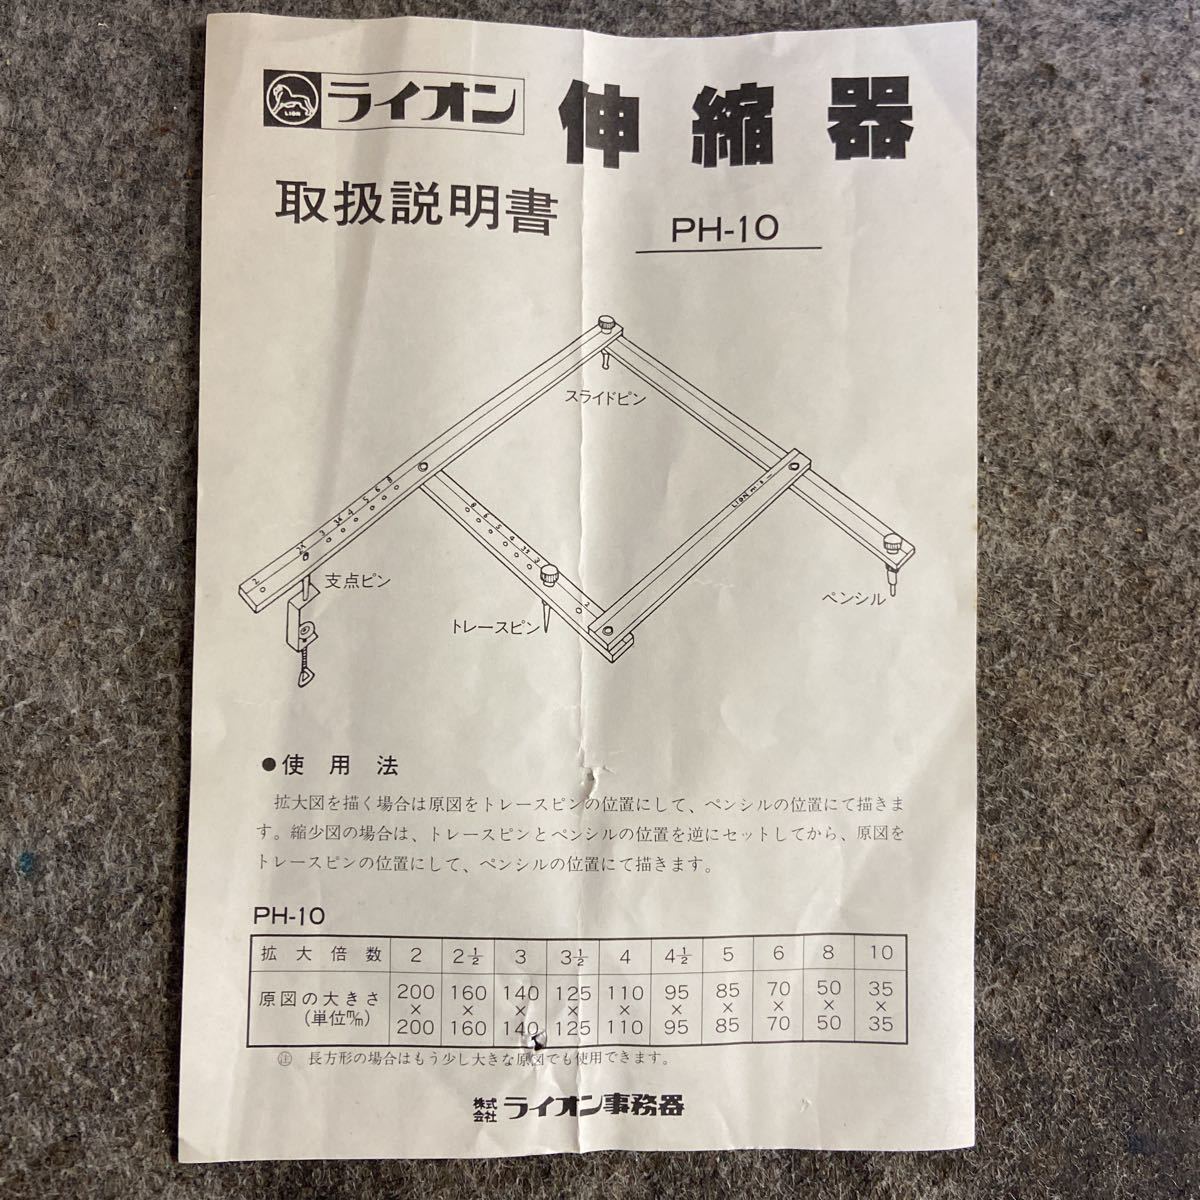 LION
ライオン 伸縮器
取扱説明書 PH-10
スライドピン
支点ピン
トレースピン
ペンシル
●使用法
拡大図を描く場合は原図をトレースピンの位置にして、ペンシルの位置にて描きま
す。縮少図の場合は、トレースピンとペンシルの位置を逆にセットしてから、原図を
トレースピンの位置にして、ペンシルの位置にて描きます。
PH-10
拡大倍数 2 2½ 3 3½ 4 4½ 5 6 8 10
原図の大きさ(単位m/m) 200×200 160×160 140×140 125×125 110×110 95×95 85×85 70×70 50×50 35×35
㊟ 長方形の場合はもう少し大きな原図でも使用できます。
株式会社 ライオン事務器